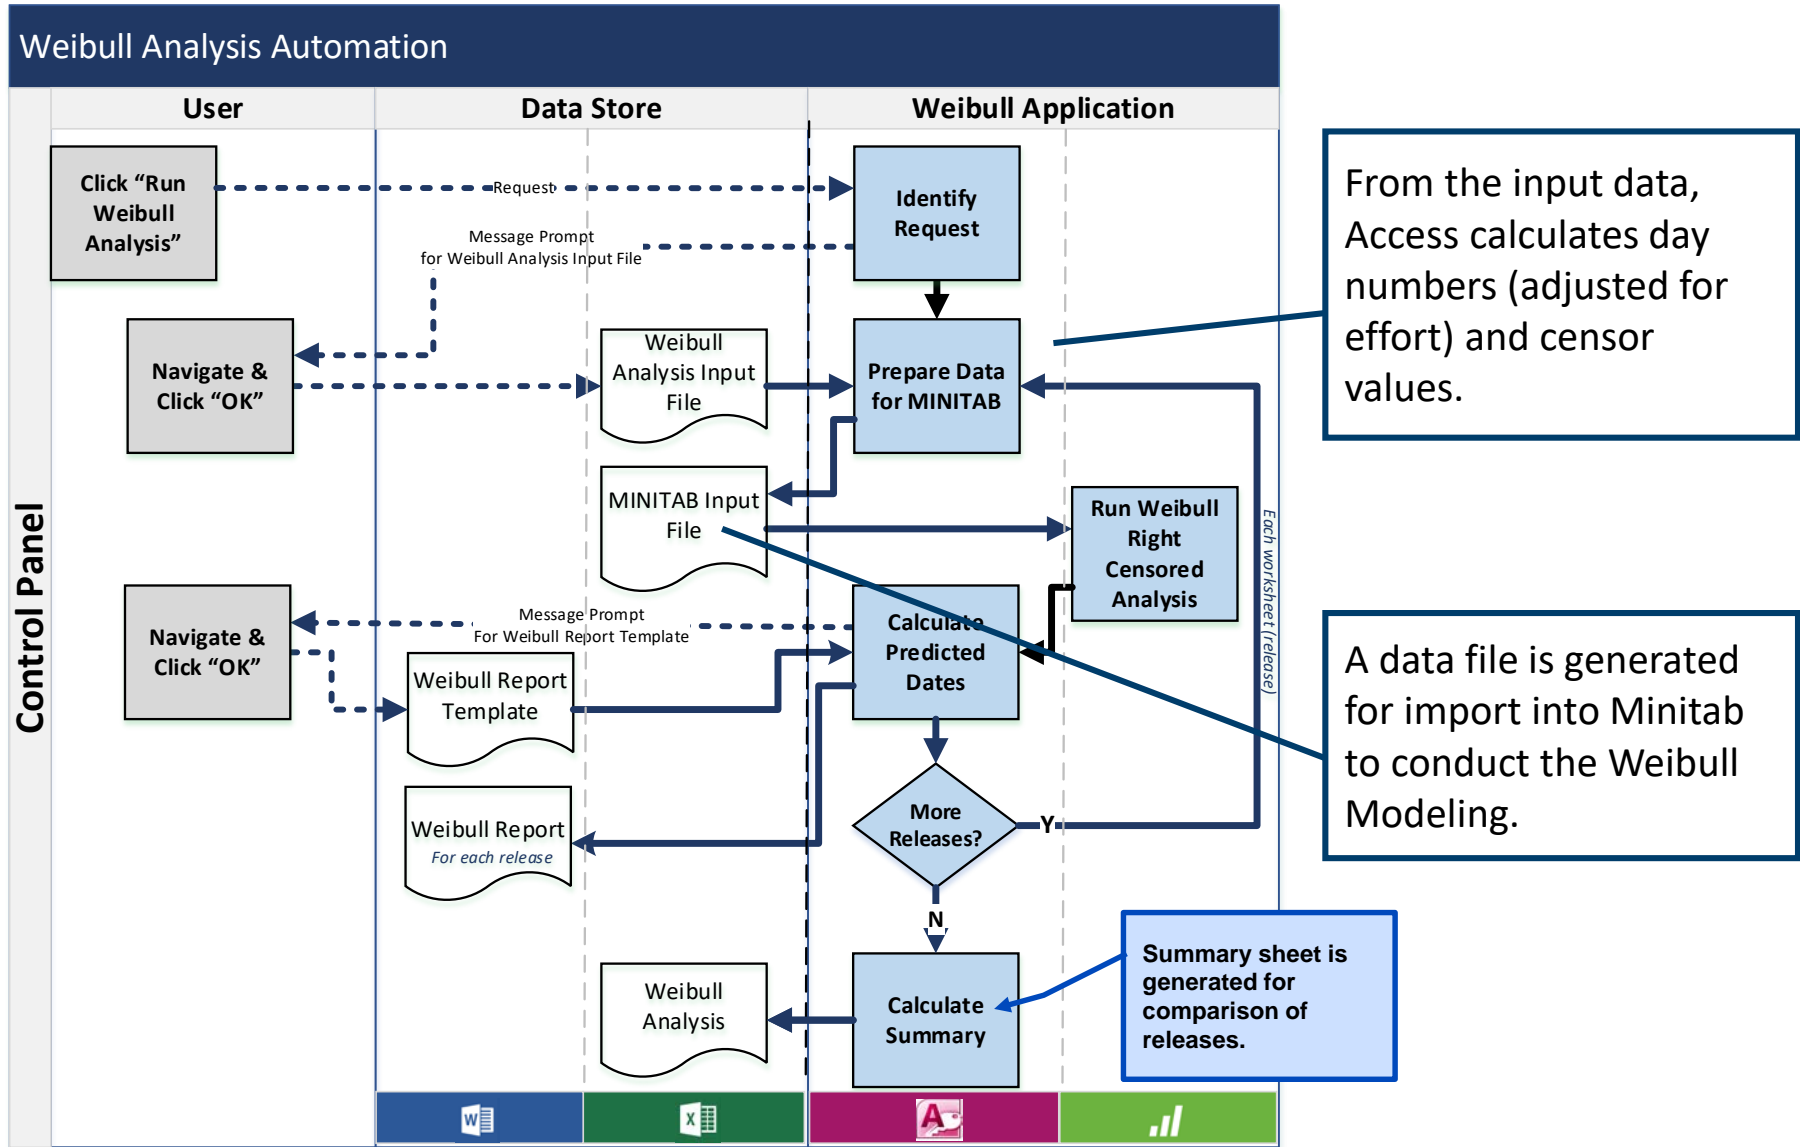 Weibull Analysis Automation
User
Data Store
Weibull Application
Control Panel
Click “Run
Weibull
Analysis”
Request
Identify
Request
Message Prompt
for Weibull Analysis Input File
Navigate &
Click “OK”
Weibull
Analysis Input
File
Prepare Data
for MINITAB
From the input data,
Access calculates day
numbers (adjusted for
effort) and censor
values.
MINITAB Input
File
Run Weibull
Right
Censored
Analysis
Each worksheet (release)
Message Prompt
For Weibull Report Template
Navigate &
Click “OK”
Calculate
Predicted
Dates
Weibull Report
Template
A data file is generated
for import into Minitab
to conduct the Weibull
Modeling.
Weibull Report
For each release
More
Releases?
Y
N
Weibull
Analysis
Calculate
Summary
Summary sheet is
generated for
comparison of
releases.
W
X
A